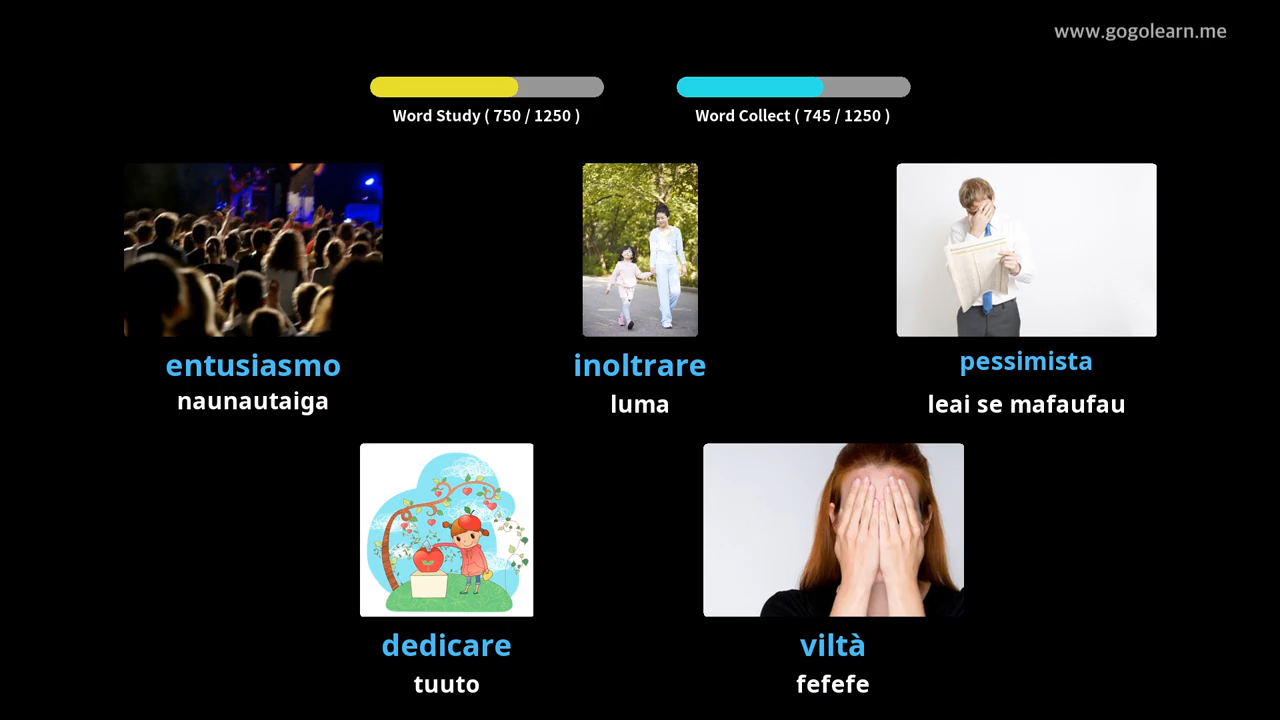 www.gogolearn.me
Word Study ( 750 / 1250 )
Word Collect ( 745 / 1250 )
entusiasmo
naunautaiga
inoltrare
luma
pessimista
leai se mafaufau
dedicare
tuuto
viltà
fefefe